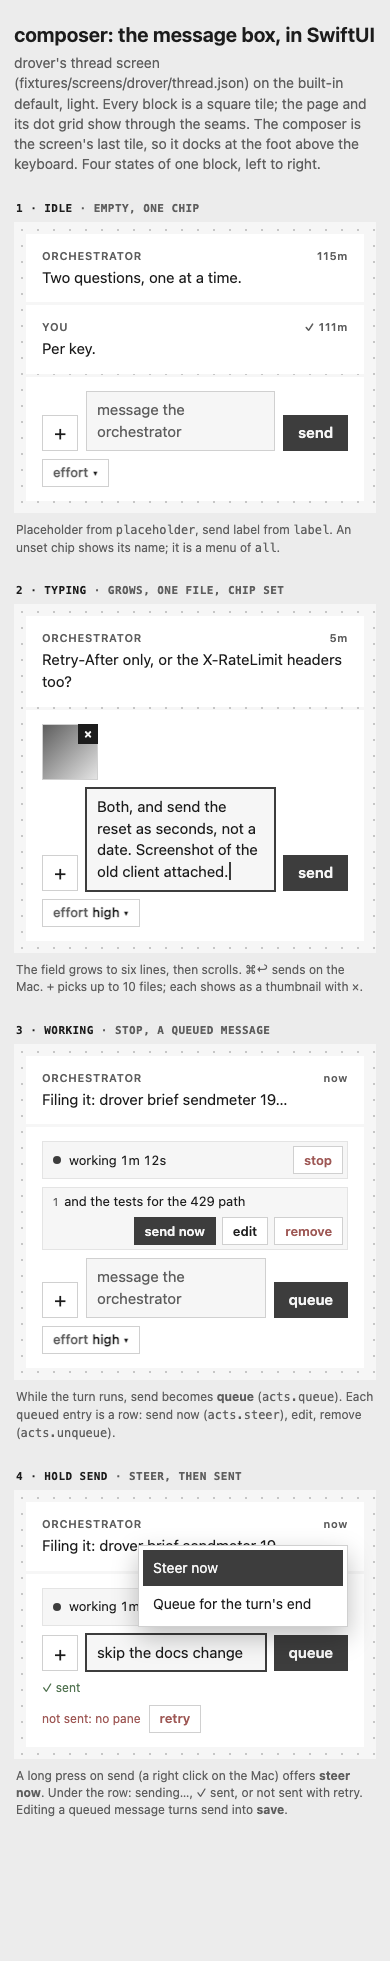 composer: the message box, in SwiftUI
drover's thread screen
(fixtures/screens/drover/thread.json) on the built-in
default, light. Every block is a square tile; the page and
its dot grid show through the seams. The composer is
the screen's last tile, so it docks at the foot above the
keyboard. Four states of one block, left to right.
1 · IDLE · EMPTY, ONE CHIP
ORCHESTRATOR 115m
Two questions, one at a time.
YOU ✓ 111m
Per key.
message the
orchestrator
+ send
effort ▾
Placeholder from placeholder, send label from label. An
unset chip shows its name; it is a menu of all.
2 · TYPING · GROWS, ONE FILE, CHIP SET
ORCHESTRATOR 5m
Retry-After only, or the X-RateLimit headers
too?
×
Both, and send the
reset as seconds, not a
date. Screenshot of the
old client attached.
+ send
effort high ▾
The field grows to six lines, then scrolls. ⌘↩ sends on the
Mac. + picks up to 10 files; each shows as a thumbnail with ×.
3 · WORKING · STOP, A QUEUED MESSAGE
ORCHESTRATOR now
Filing it: drover brief sendmeter 19...
● working 1m 12s stop
1 and the tests for the 429 path
send now edit remove
message the
orchestrator
+ queue
effort high ▾
While the turn runs, send becomes queue (acts.queue). Each
queued entry is a row: send now (acts.steer), edit, remove
(acts.unqueue).
4 · HOLD SEND · STEER, THEN SENT
ORCHESTRATOR now
Filing it: drover brief sendmeter 19
Steer now
Queue for the turn's end
● working 1m
+ skip the docs change queue
✓ sent
not sent: no pane retry
A long press on send (a right click on the Mac) offers steer
now. Under the row: sending…, ✓ sent, or not sent with retry.
Editing a queued message turns send into save.